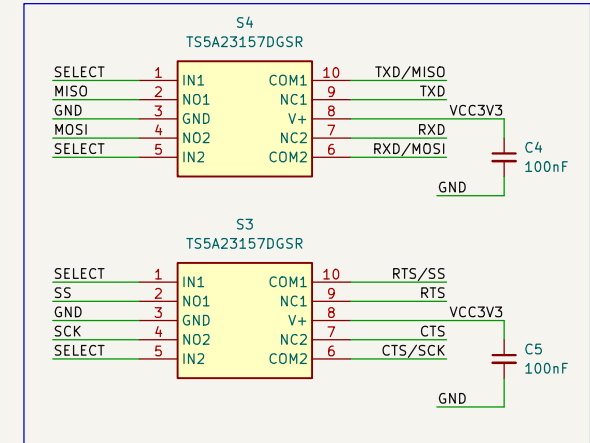 S4
TS5A23157DGSR
SELECT 1 IN1 COM1 10 TXD/MISO
MISO 2 NO1 NC1 9 TXD
GND 3 GND V+ 8 VCC3V3
MOSI 4 NO2 NC2 7 RXD
SELECT 5 IN2 COM2 6 RXD/MOSI
C4
100nF
GND
S3
TS5A23157DGSR
SELECT 1 IN1 COM1 10 RTS/SS
SS 2 NO1 NC1 9 RTS
GND 3 GND V+ 8 VCC3V3
SCK 4 NO2 NC2 7 CTS
SELECT 5 IN2 COM2 6 CTS/SCK
C5
100nF
GND